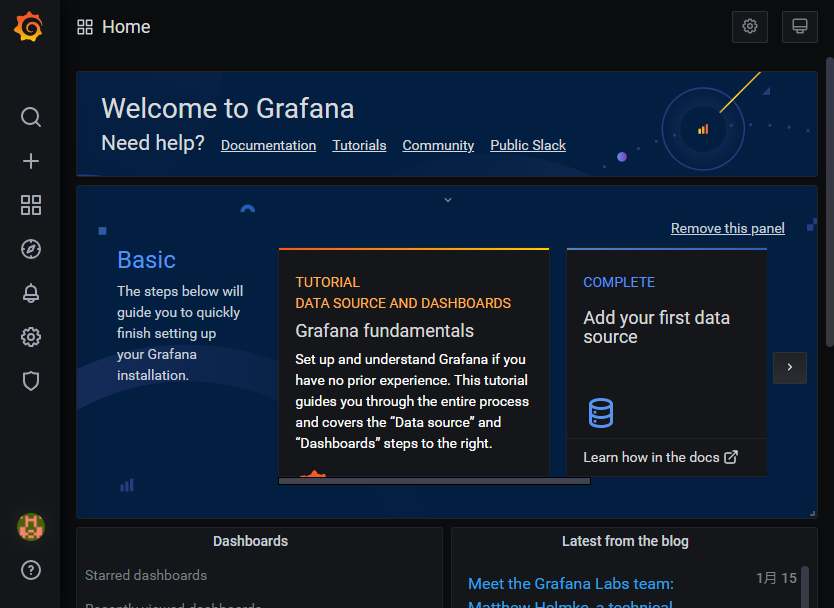 Home
Welcome to Grafana
Need help? Documentation Tutorials Community Public Slack
Remove this panel
Basic
The steps below will
guide you to quickly
finish setting up
your Grafana
installation.
TUTORIAL
DATA SOURCE AND DASHBOARDS
Grafana fundamentals
Set up and understand Grafana if you
have no prior experience. This tutorial
guides you through the entire process
and covers the “Data source” and
“Dashboards” steps to the right.
COMPLETE
Add your first data
source
Learn how in the docs
Dashboards
Starred dashboards
Recently viewed dashboards
Latest from the blog
Meet the Grafana Labs team:
1月 15
Matthew Helmke, a technical